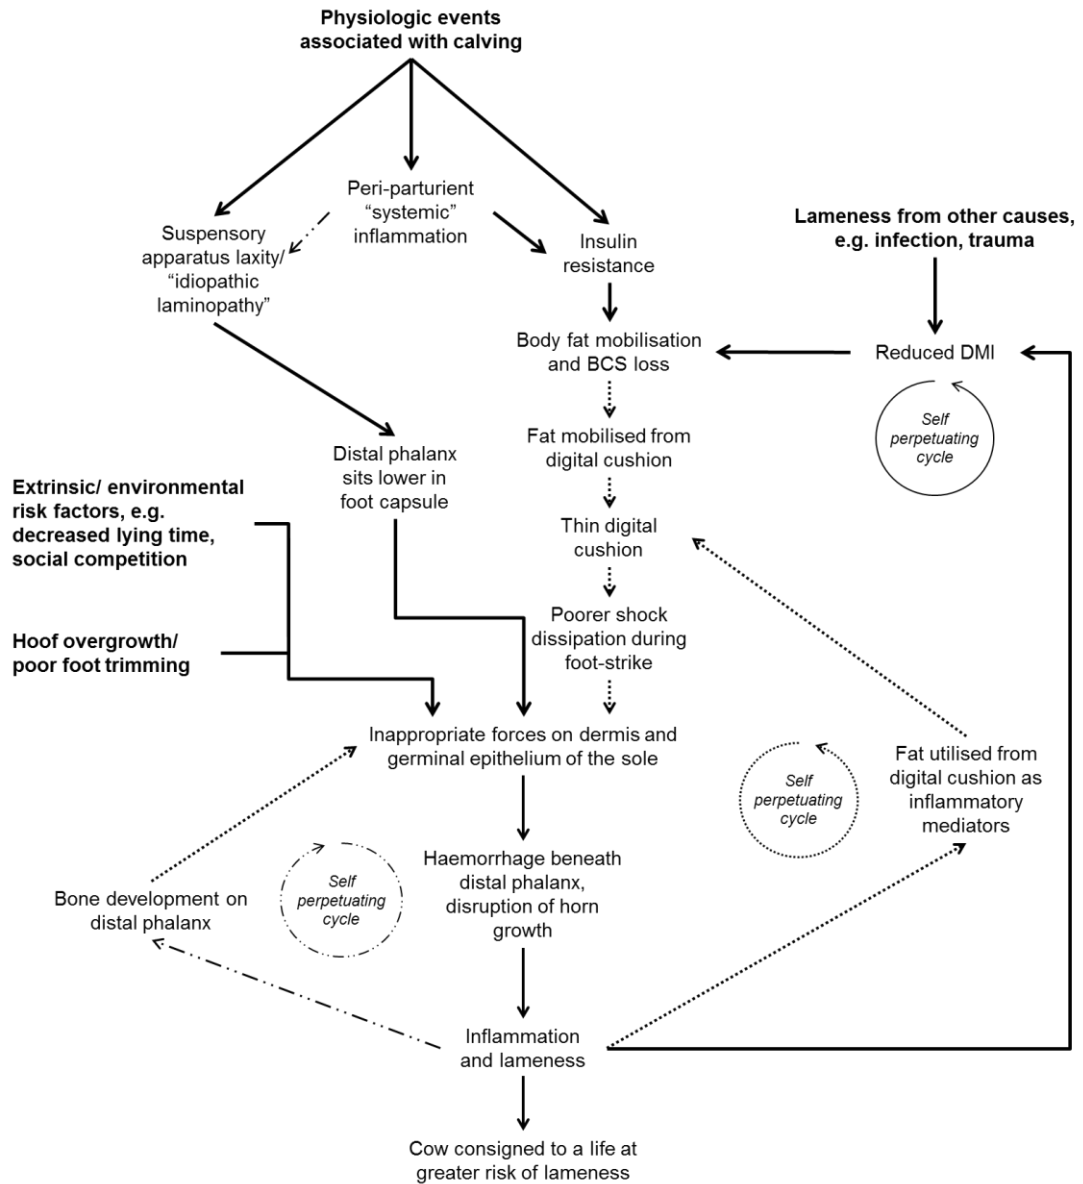 Physiologic events
associated with calving
Peri-parturient
“systemic”
inflammation
Suspensory
apparatus laxity/
“idiopathic
laminopathy”
Insulin
resistance
Lameness from other causes,
e.g. infection, trauma
Body fat mobilisation
and BCS loss
Reduced DMI
Self
perpetuating
cycle
Fat mobilised from
digital cushion
Distal phalanx
sits lower in
foot capsule
Extrinsic/ environmental
risk factors, e.g.
decreased lying time,
social competition
Thin digital
cushion
Hoof overgrowth/
poor foot trimming
Poorer shock
dissipation during
foot-strike
Inappropriate forces on dermis and
germinal epithelium of the sole
Fat utilised from
digital cushion as
inflammatory
mediators
Self
perpetuating
cycle
Haemorrhage beneath
distal phalanx,
disruption of horn
growth
Self
perpetuating
cycle
Bone development on
distal phalanx
Inflammation
and lameness
Cow consigned to a life at
greater risk of lameness